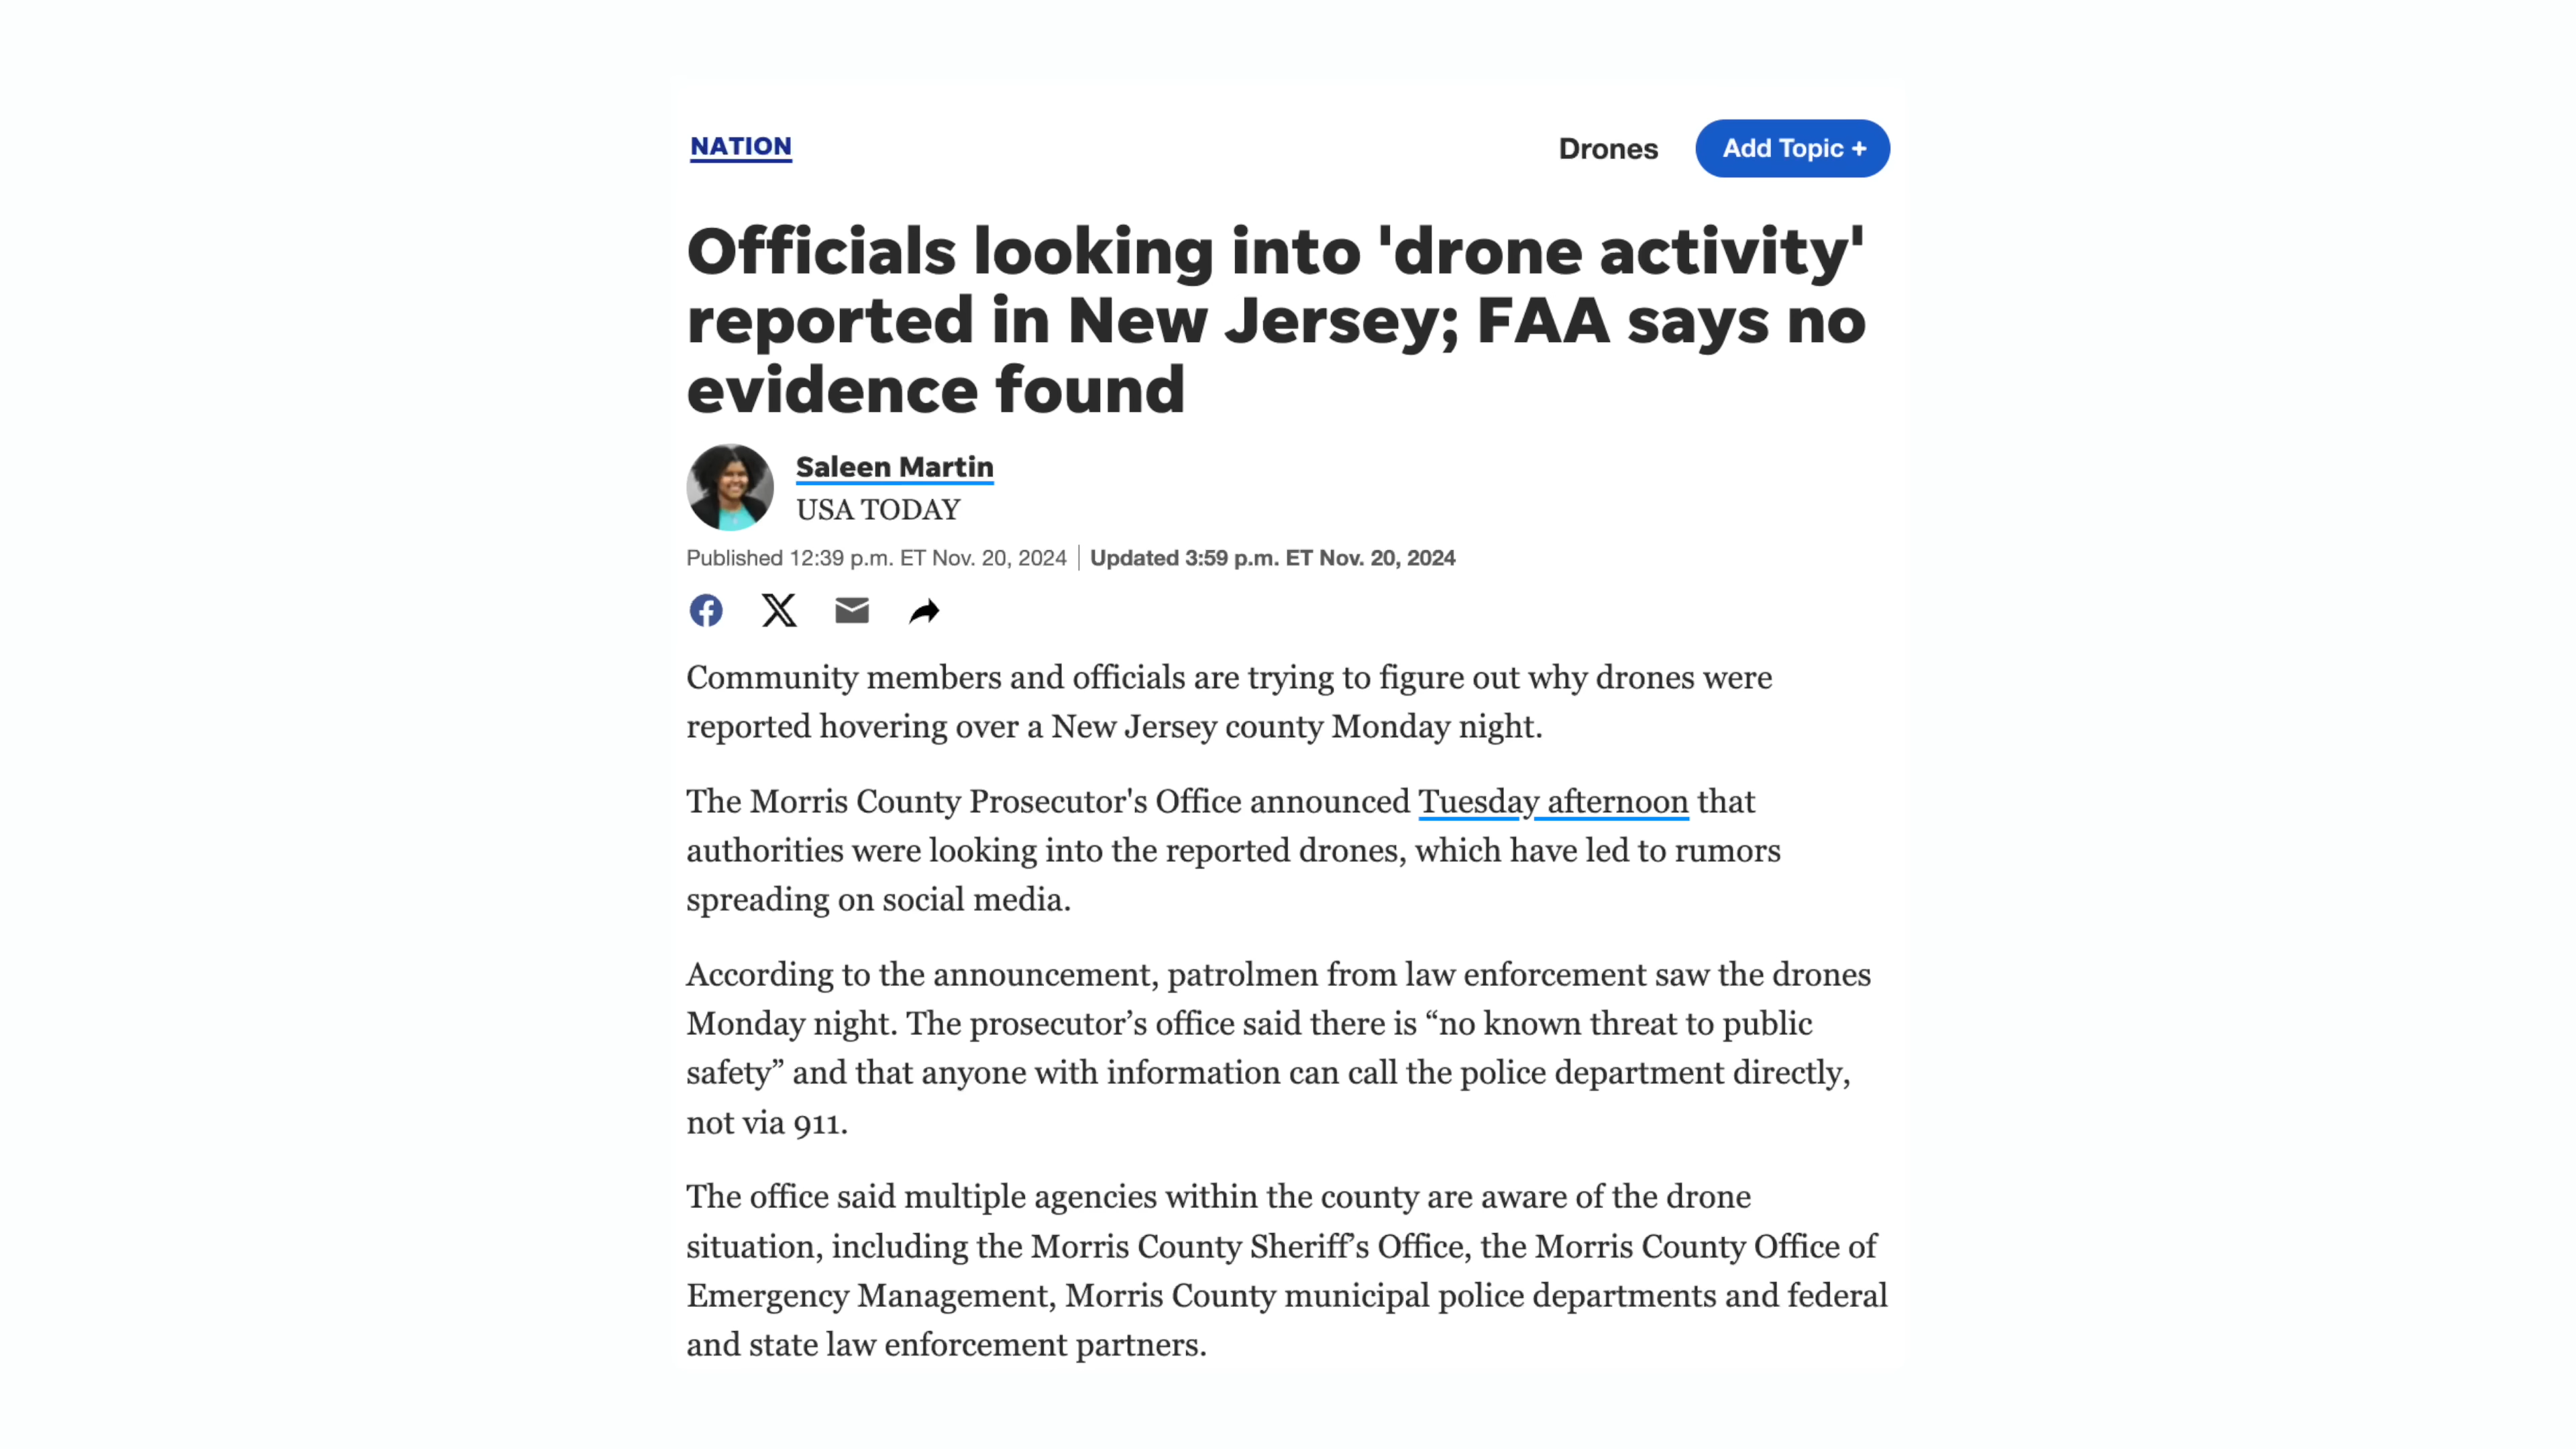 NATION
Drones
Add Topic +
Officials looking into 'drone activity'
reported in New Jersey; FAA says no
evidence found
Saleen Martin
USA TODAY
Published 12:39 p.m. ET Nov. 20, 2024 | Updated 3:59 p.m. ET Nov. 20, 2024
Community members and officials are trying to figure out why drones were
reported hovering over a New Jersey county Monday night.
The Morris County Prosecutor's Office announced Tuesday afternoon that
authorities were looking into the reported drones, which have led to rumors
spreading on social media.
According to the announcement, patrolmen from law enforcement saw the drones
Monday night. The prosecutor’s office said there is “no known threat to public
safety” and that anyone with information can call the police department directly,
not via 911.
The office said multiple agencies within the county are aware of the drone
situation, including the Morris County Sheriff’s Office, the Morris County Office of
Emergency Management, Morris County municipal police departments and federal
and state law enforcement partners.